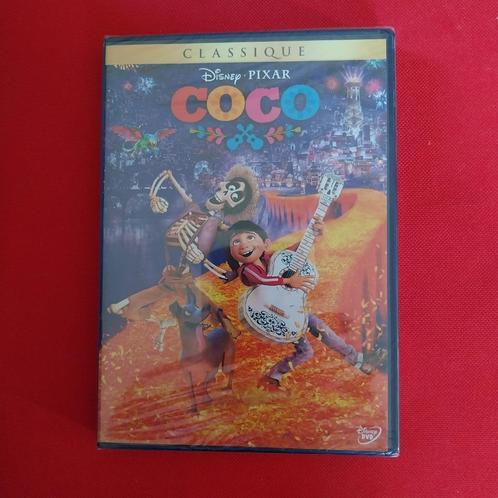 CLASSIQUE
Disney · PIXAR
COCO
Disney
DVD